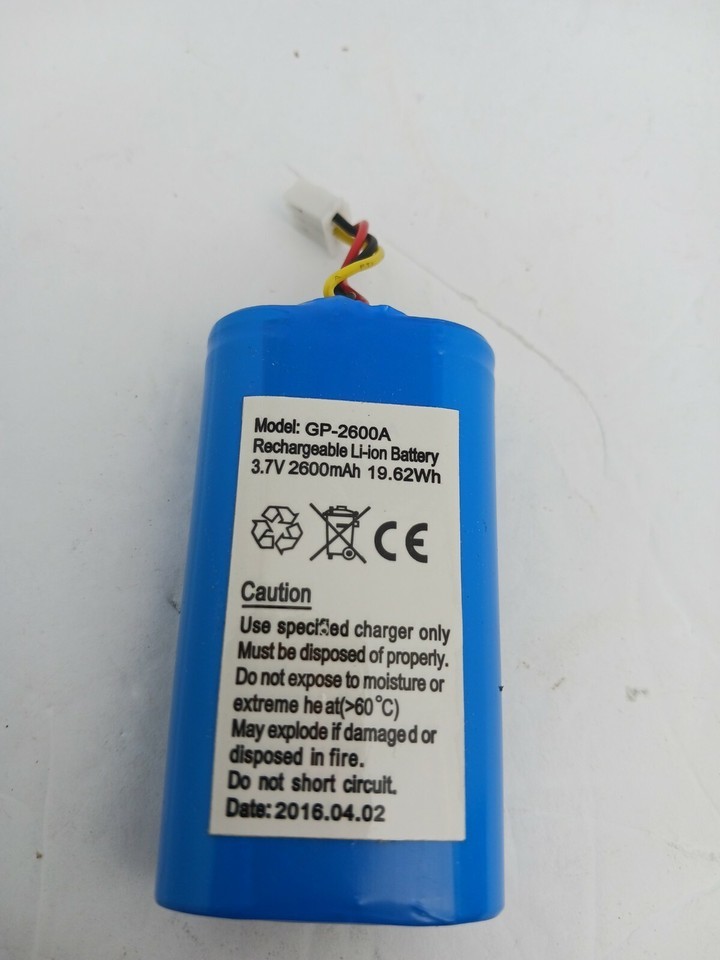 Model: GP-2600A
Rechargeable Li-ion Battery
3.7V 2600mAh 19.62Wh
CE
Caution
Use specified charger only
Must be disposed of properly.
Do not expose to moisture or
extreme heat(>60°C)
May explode if damaged or
disposed in fire.
Do not short circuit.
Date: 2016.04.02